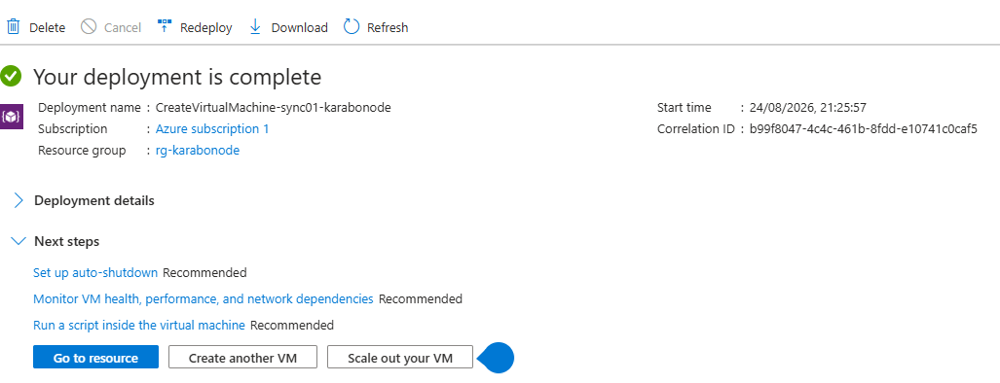 Delete Cancel Redeploy Download Refresh
Your deployment is complete
Deployment name : CreateVirtualMachine-sync01-karabonode
Start time : 24/08/2026, 21:25:57
Subscription : Azure subscription 1
Correlation ID : b99f8047-4c4c-461b-8fdd-e10741c0caf5
Resource group : rg-karabonode
Deployment details
Next steps
Set up auto-shutdown Recommended
Monitor VM health, performance, and network dependencies Recommended
Run a script inside the virtual machine Recommended
Go to resource Create another VM Scale out your VM